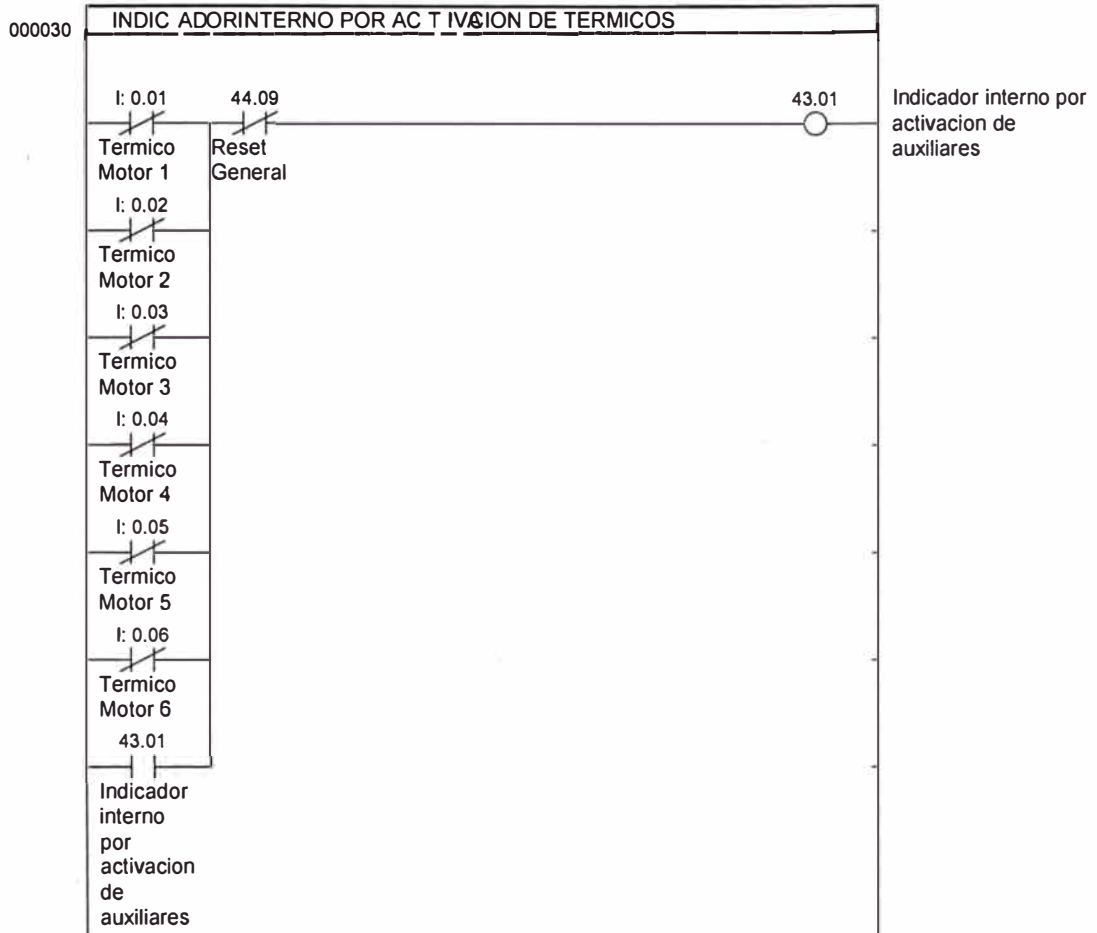 000030
INDIC ADORINTERNO POR AC T IVACION DE TERMICOS
I: 0.01
44.09
43.01
Indicador interno por
activacion de
auxiliares
Termico
Motor 1
Reset
General
I: 0.02
Termico
Motor 2
I: 0.03
Termico
Motor 3
I: 0.04
Termico
Motor 4
I: 0.05
Termico
Motor 5
I: 0.06
Termico
Motor 6
43.01
Indicador
interno
por
activacion
de
auxiliares